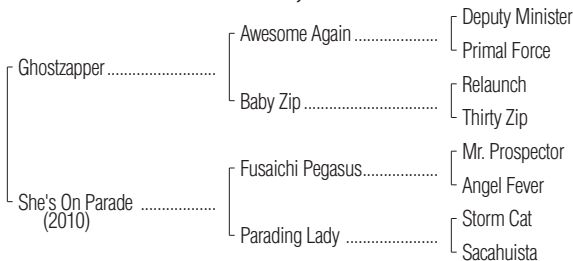 Deputy Minister
Awesome Again ....................
Primal Force
Ghostzapper ..........................
Relaunch
Baby Zip ................................
Thirty Zip
Mr. Prospector
Fusaichi Pegasus..................
Angel Fever
She's On Parade ..................
(2010)
Storm Cat
Parading Lady ......................
Sacahuista